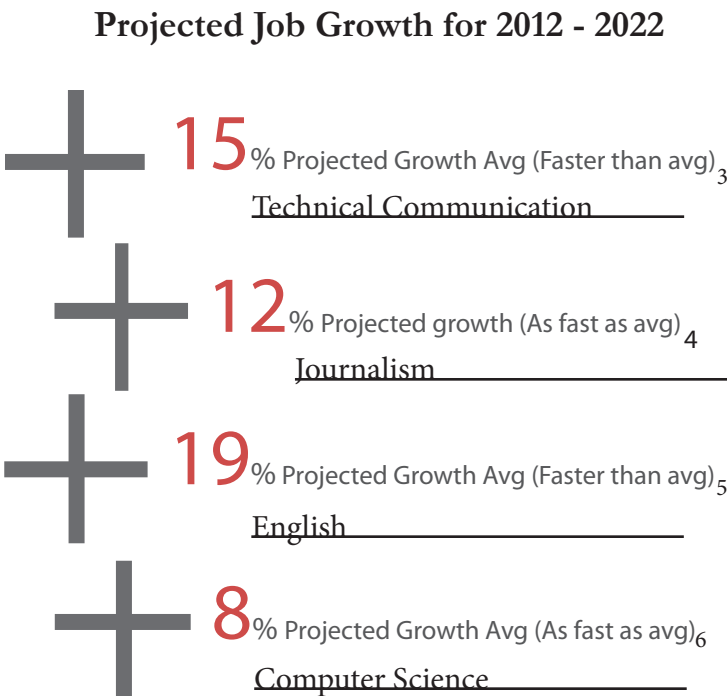 Projected Job Growth for 2012 - 2022
15% Projected Growth Avg (Faster than avg)3
Technical Communication
12% Projected growth (As fast as avg)4
Journalism
19% Projected Growth Avg (Faster than avg)5
English
8% Projected Growth Avg (As fast as avg)6
Computer Science